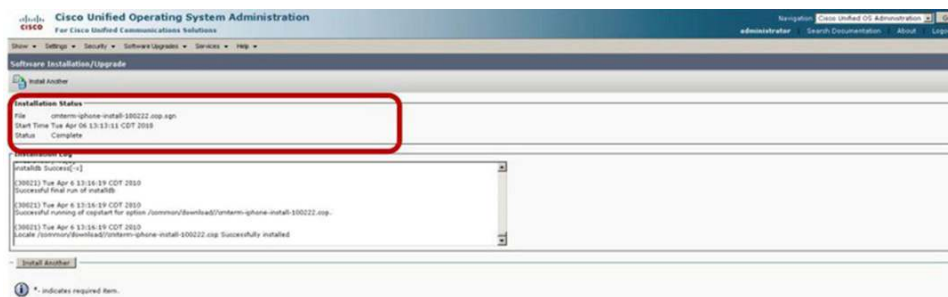 Cisco Unified Operating System Administration
CISCO For Cisco Unified Communications Solutions
Navigation Cisco Unified OS Administration
administrator Search Documentation About
Show Settings Security Software Upgrades Services Help
Software Installation/Upgrade
Install Another
Installation Status
File cmterm-iphone-install-100222.cop.sgn
Start Time Tue Apr 06 13:13:11 CDT 2010
Status Complete
Installation Log
installdb Success[-x]
(30021) Tue Apr 6 13:16:19 CDT 2010
Successful final run of installdb
(30021) Tue Apr 6 13:16:19 CDT 2010
Successful running of copstart for option /common/download//cmterm-iphone-install-100222.cop.
(30021) Tue Apr 6 13:16:19 CDT 2010
Locale /common/download//cmterm-iphone-install-100222.cop Successfully installed
Install Another
*- indicates required item.